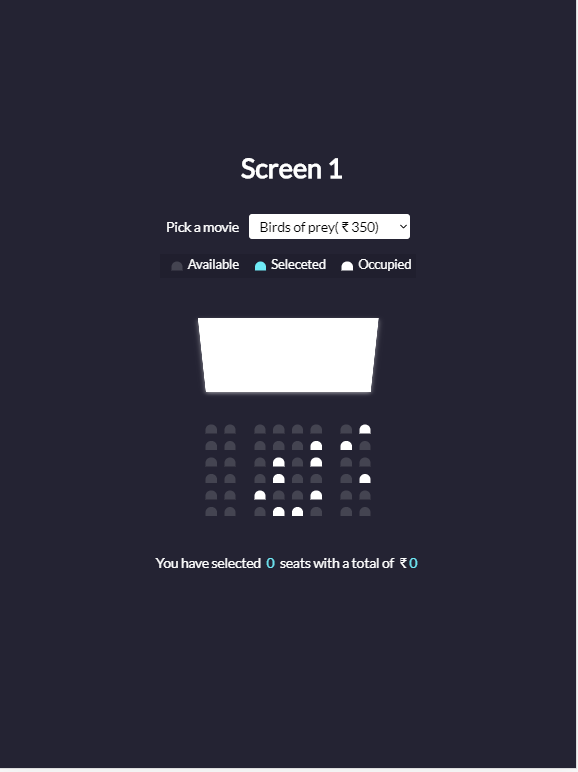 Screen 1
Pick a movie Birds of prey( ₹ 350)
Available Seleceted Occupied
You have selected 0 seats with a total of ₹ 0